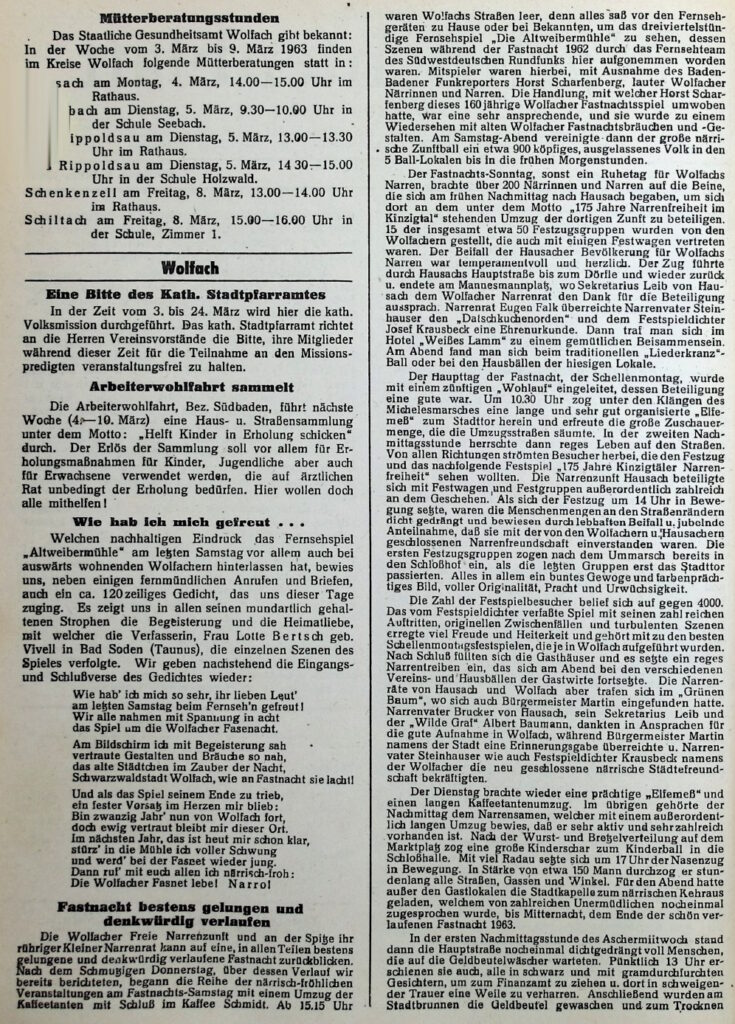 Mütterberatungsstunden
Das Staatliche Gesundheitsamt Wolfach gibt bekannt:
In der Woche vom 3. März bis 9. März 1963 finden
im Kreise Wolfach folgende Mütterberatungen statt in:
sach am Montag, 4. März, 14.00—15.00 Uhr im
Rathaus.
bach am Dienstag, 5. März, 9.30—10.00 Uhr in
der Schule Seebach.
ippoldsau am Dienstag, 5. März, 13.00—13.30
Uhr im Rathaus.
Rippoldsau am Dienstag, 5. März, 14 30—15.00
Uhr in der Schule Holzwald.
Schenkenzell am Freitag, 8. März, 13.00—14.00 Uhr
im Rathaus.
Schiltach am Freitag, 8. März, 15.00—16.00 Uhr in
der Schule, Zimmer 1.
Wolfach
Eine Bitte des Kath. Stadtpfarramtes
In der Zeit vom 3. bis 24. März wird hier die kath.
Volksmission durchgeführt. Das kath. Stadtpfarramt richtet
an die Herren Vereinsvorstände die Bitte, ihre Mitglieder
während dieser Zeit für die Teilnahme an den Missions-
predigten veranstaltungsfrei zu halten.
Arbeiterwohlfahrt sammelt
Die Arbeiterwohlfahrt, Bez. Südbaden, führt nächste
Woche (4.—10. März) eine Haus- u. Straßensammlung
unter dem Motto: „Helft Kinder in Erholung schicken“
durch. Der Erlös der Sammlung soll vor allem für Er-
holungsmaßnahmen für Kinder, Jugendliche aber auch
für Erwachsene verwendet werden, die auf ärztlichen
Rat unbedingt der Erholung bedürfen. Hier wollen doch
alle mithelfen!
Wie hab ich mich gefreut . . .
Welchen nachhaltigen Eindruck das Fernsehspiel
„Altweibermühle“ am letzten Samstag vor allem auch bei
auswärts wohnenden Wolfachern hinterlassen hat, bewies
uns, neben einigen fernmündlichen Anrufen und Briefen,
auch ein ca. 120zeiliges Gedicht, das uns dieser Tage
zuging. Es zeigt uns in allen seinen mundartlich gehal-
tenen Strophen die Begeisterung und die Heimatliebe,
mit welcher die Verfasserin, Frau Lotte Bertsch geb.
Vivell in Bad Soden (Taunus), die einzelnen Szenen des
Spieles verfolgte. Wir geben nachstehend die Eingangs-
und Schlußverse des Gedichtes wieder:
Wie hab' ich mich so sehr, ihr lieben Leut'
am letzten Samstag beim Fernseh'n gefreut!
Wir alle nahmen mit Spannung in acht
das Spiel um die Wolfacher Fasenacht.
Am Bildschirm ich mit Begeisterung sah
vertraute Gestalten und Bräuche so nah,
das alte Städtchen im Zauber der Nacht,
Schwarzwaldstadt Wolfach, wie an Fastnacht sie lacht!
Und als das Spiel seinem Ende zu trieb,
ein fester Vorsatz im Herzen mir blieb:
Bin zwanzig Jahr' nun von Wolfach fort,
doch ewig vertraut bleibt mir dieser Ort.
Im nächsten Jahr, das ist heut mir schon klar,
stürz' in die Mühle ich voller Schwung
und werd' bei der Fasnet wieder jung.
Dann ruf' mit euch allen ich närrisch-froh:
Die Wolfacher Fasnet lebe! Narro!
Fastnacht bestens gelungen und
denkwürdig verlaufen
Die Wolfacher Freie Narrenzunft und an der Spitze ihr
rühriger Kleiner Narrenrat kann auf eine, in allen Teilen bestens
gelungene und denkwürdig verlaufene Fastnacht zurückblicken.
Nach dem Schmutzigen Donnerstag, über dessen Verlauf wir
bereits berichteten, begann die Reihe der närrisch-fröhlichen
Veranstaltungen am Fastnachts-Samstag mit einem Umzug der
Kaffeetanten mit Schluß im Kaffee Schmidt. Ab 15.15 Uhr
waren Wolfachs Straßen leer, denn alles saß vor den Fernseh-
geräten zu Hause oder bei Bekannten, um das dreiviertelstün-
dige Fernsehspiel „Die Altweibermühle“ zu sehen, dessen
Szenen während der Fastnacht 1962 durch das Fernsehteam
des Südwestdeutschen Rundfunks hier aufgenommen worden
waren. Mitspieler waren hierbei, mit Ausnahme des Baden-
Badener Funkreporters Horst Scharfenberg, lauter Wolfacher
Närrinnen und Narren. Die Handlung, mit welcher Horst Schar-
fenberg dieses 160jährige Wolfacher Fastnachtsspiel umwoben
hatte, war eine sehr ansprechende, und sie wurde zu einem
Wiedersehen mit alten Wolfacher Fastnachtsbräuchen und -Ge-
stalten. Am Samstag-Abend vereinigte dann der große närri-
sche Zunftball ein etwa 900 köpfiges, ausgelassenes Volk in den
5 Ball-Lokalen bis in die frühen Morgenstunden.
Der Fastnachts-Sonntag, sonst ein Ruhetag für Wolfachs
Narren, brachte über 200 Närrinnen und Narren auf die Beine,
die sich am frühen Nachmittag nach Hausach begaben, um sich
dort an dem unter dem Motto „175 Jahre Narrenfreiheit im
Kinzigtal“ stehenden Umzug der dortigen Zunft zu beteiligen.
15 der insgesamt etwa 50 Festzugsgruppen wurden von den
Wolfachern gestellt, die auch mit einigen Festwagen vertreten
waren. Der Beifall der Hausacher Bevölkerung für Wolfachs
Narren war temperamentvoll und herzlich. Der Zug führte
durch Hausachs Hauptstraße bis zum Dörfle und wieder zurück
u. endete am Mannesmannplatz, wo Sekretarius Leib von Hau-
sach dem Wolfacher Narrenrat den Dank für die Beteiligung
aussprach. Narrenrat Eugen Falk überreichte Narrenvater Stein-
hauser den „Datschkuchenorden“ und dem Festspieldichter
Josef Krausbeck eine Ehrenurkunde. Dann traf man sich im
Hotel „Weißes Lamm“ zu einem gemütlichen Beisammensein.
Am Abend fand man sich beim traditionellen „Liederkranz“-
Ball oder bei den Hausbällen der hiesigen Lokale.
Der Haupttag der Fastnacht, der Schellenmontag, wurde
mit einem zünftigen „Wohlauf“ eingeleitet, dessen Beteiligung
eine gute war. Um 10.30 Uhr zog unter den Klängen des
Michelesmarsches eine lange und sehr gut organisierte „Elfe-
meß“ zum Stadttor herein und erfreute die große Zuschauer-
menge, die die Umzugstraßen säumte. In der zweiten Nach-
mittagsstunde herrschte dann reges Leben auf den Straßen.
Von allen Richtungen strömten Besucher herbei, die den Festzug
und das nachfolgende Festspiel „175 Jahre Kinzigtäler Narren-
freiheit“ sehen wollten. Die Narrenzunft Hausach beteiligte
sich mit Festwagen und Festgruppen außerordentlich zahlreich
an dem Geschehen. Als sich der Festzug um 14 Uhr in Bewe-
gung setzte, waren die Menschenmengen an den Straßenrändern
dicht gedrängt und bewiesen durch lebhaften Beifall u. jubelnde
Anteilnahme, daß sie mit der von den Wolfachern u. Hausachern
geschlossenen Narrenfreundschaft einverstanden waren. Die
ersten Festzugsgruppen zogen nach dem Ummarsch bereits in
den Schloßhof ein, als die letzten Gruppen erst das Stadttor
passierten. Alles in allem ein buntes Gewoge und farbenprächt-
iges Bild, voller Originalität, Pracht und Urwüchsigkeit.
Die Zahl der Festspielbesucher belief sich auf gegen 4000.
Das vom Festspieldichter verfaßte Spiel mit seinen zahlreichen
Auftritten, originellen Zwischenfällen und turbulenten Szenen
erregte viel Freude und Heiterkeit und gehört mit zu den besten
Schellenmontagsfestspielen, die je in Wolfach aufgeführt wurden.
Nach Schluß füllten sich die Gasthäuser und es setzte ein reges
Narrentreiben ein, das sich am Abend bei den verschiedenen
Vereins- und Hausbällen der Gastwirte fortsetzte. Die Narren-
räte von Hausach und Wolfach aber trafen sich im „Grünen
Baum“, wo sich auch Bürgermeister Martin eingefunden hatte.
Narrenvater Brucker von Hausach, sein Sekretarius Leib und
der „Wilde Graf“ Albert Baumann, dankten in Ansprachen für
die gute Aufnahme in Wolfach, während Bürgermeister Martin
namens der Stadt eine Erinnerungsgabe überreichte u. Narren-
vater Steinhauser wie auch Festspieldichter Krausbeck namens
der Wolfacher die neu geschlossene närrische Städtefreund-
schaft bekräftigten.
Der Dienstag brachte wieder eine prächtige „Elfemeß“ und
einen langen Kaffeetantenumzug. Im übrigen gehörte der
Nachmittag dem Narrensamen, welcher mit einem außerordent-
lich langen Umzug bewies, daß er sehr aktiv und sehr zahlreich
vorhanden ist. Nach der Wurst- und Bretzelverteilung auf dem
Marktplatz zog eine große Kinderschar zum Kinderball in die
Schloßhalle. Mit viel Radau setzte sich um 17 Uhr der Nasenzug
in Bewegung. In Stärke von etwa 150 Mann durchzog er stun-
denlang alle Straßen, Gassen und Winkel. Für den Abend hatte
außer den Gastlokalen die Stadtkapelle zum närrischen Kehraus
geladen, welchem von zahlreichen Unermüdlichen nocheinmal
zugesprochen wurde, bis Mitternacht, dem Ende der schön ver-
laufenen Fastnacht 1963.
In der ersten Nachmittagsstunde des Aschermittwoch stand
dann die Hauptstraße nocheinmal dichtgedrängt voll Menschen,
die auf die Geldbeutelwäscher warteten. Pünktlich 13 Uhr er-
schienen sie auch, alle in schwarz und mit gramdurchfurchten
Gesichtern, um zum Finanzamt zu ziehen u. dort in schweigen-
der Trauer eine Weile zu verharren. Anschließend wurden am
Stadtbrunnen die Geldbeutel gewaschen und zum Trocknen